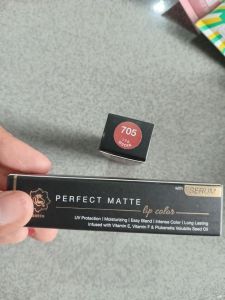 705
with SERUM
PERFECT MATTE
lip color
UV Protection | Moisturizing | Easy Blend | Intense Color | Long Lasting
Infused with Vitamin E, Vitamin F & Plukenetia Volubilis Seed Oil